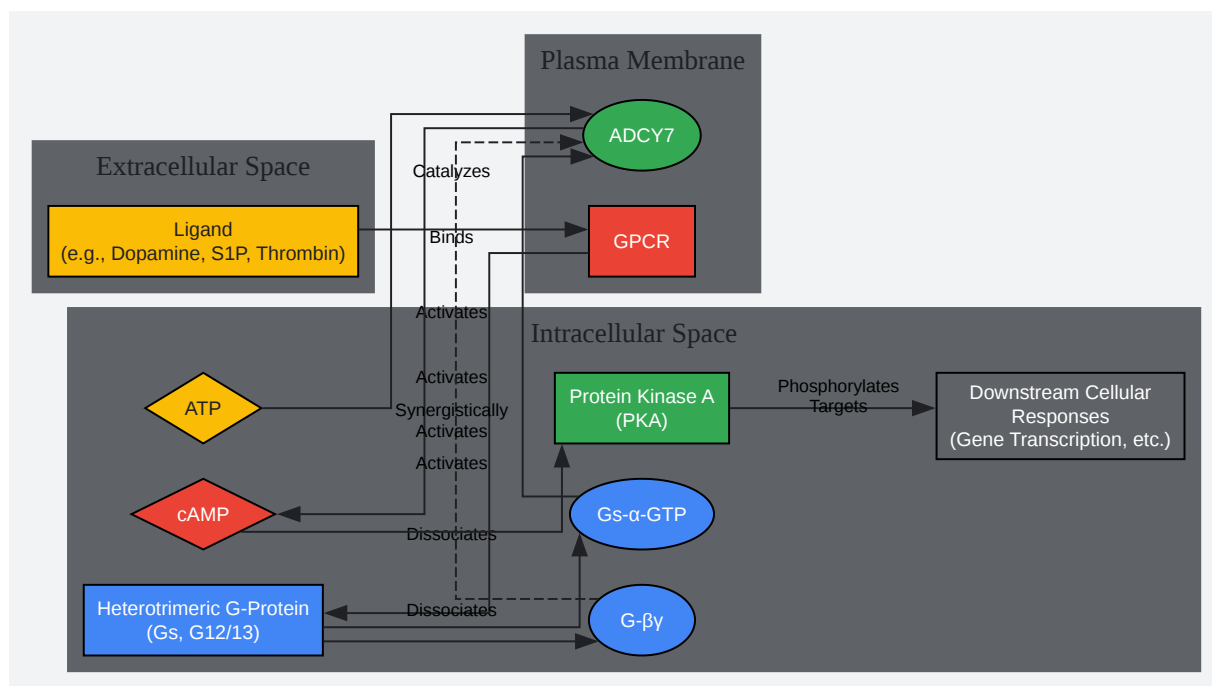 Plasma Membrane
ADCY7
Extracellular Space
Catalyzes
Ligand
(e.g., Dopamine, S1P, Thrombin)
Binds
GPCR
Activates
Intracellular Space
Activates
ATP
Synergistically
Activates
Activates
Protein Kinase A
(PKA)
Phosphorylates
Targets
Downstream Cellular
Responses
(Gene Transcription, etc.)
cAMP
Dissociates
Gs-α-GTP
Heterotrimeric G-Protein
(Gs, G12/13)
Dissociates
G-βγ